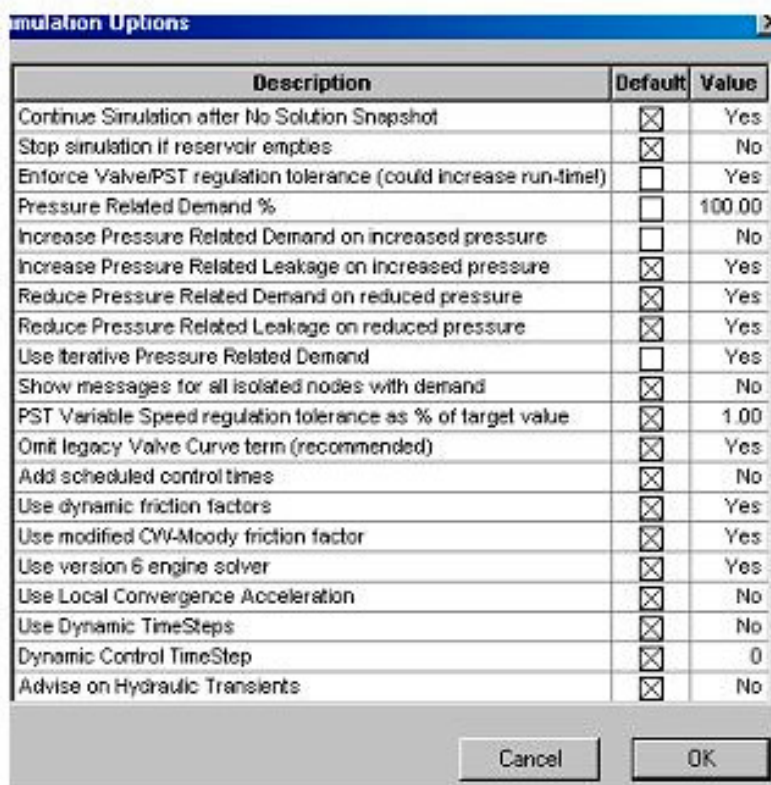 imulation Options
Description Default Value
Continue Simulation after No Solution Snapshot Yes
Stop simulation if reservoir empties No
Enforce Valve/PST regulation tolerance (could increase run-time!) Yes
Pressure Related Demand % 100.00
Increase Pressure Related Demand on increased pressure No
Increase Pressure Related Leakage on increased pressure Yes
Reduce Pressure Related Demand on reduced pressure Yes
Reduce Pressure Related Leakage on reduced pressure Yes
Use Iterative Pressure Related Demand Yes
Show messages for all isolated nodes with demand No
PST Variable Speed regulation tolerance as % of target value 1.00
Omit legacy Valve Curve term (recommended) Yes
Add scheduled control times No
Use dynamic friction factors Yes
Use modified CW-Moody friction factor Yes
Use version 6 engine solver Yes
Use Local Convergence Acceleration No
Use Dynamic TimeSteps No
Dynamic Control TimeStep 0
Advise on Hydraulic Transients No
Cancel OK